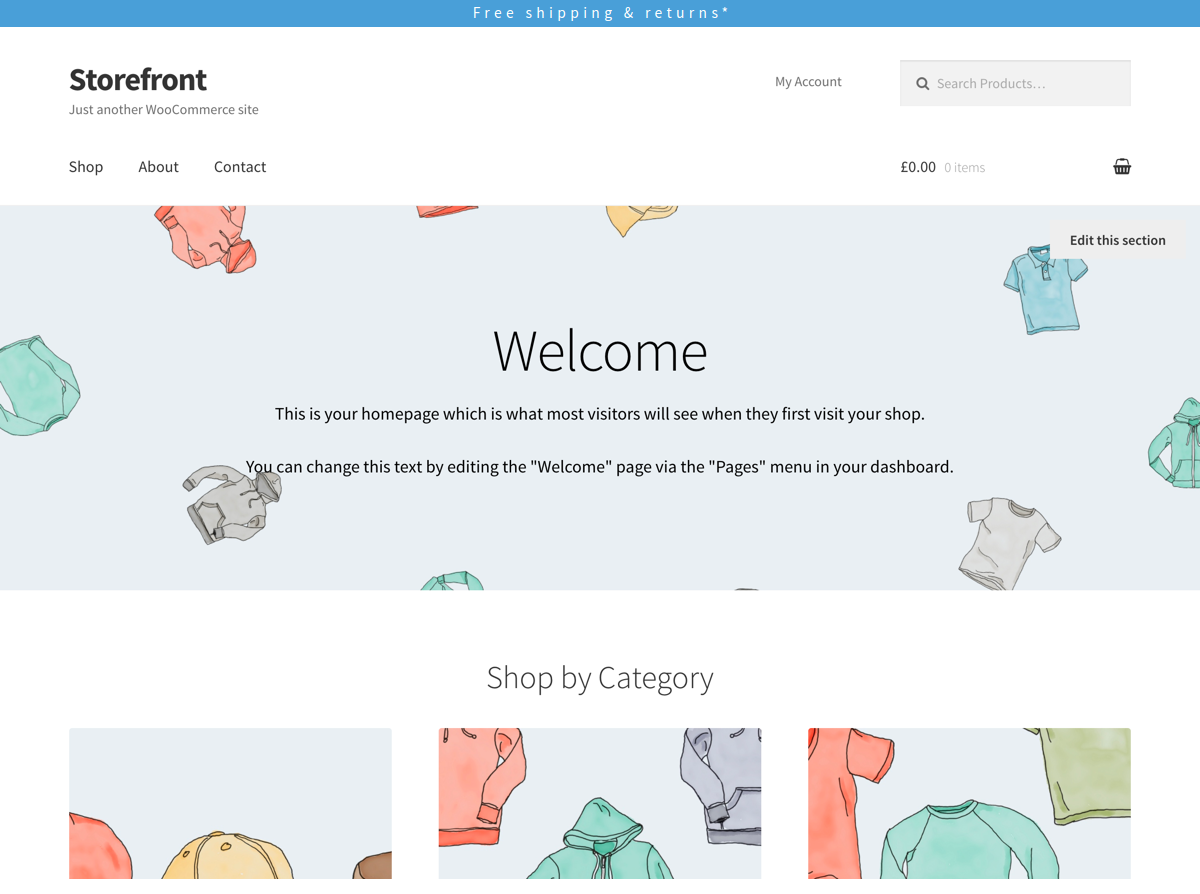 Free shipping & returns*
Storefront
Just another WooCommerce site
My Account
Search Products…
Shop About Contact
£0.00 0 items
Edit this section
Welcome
This is your homepage which is what most visitors will see when they first visit your shop.
You can change this text by editing the "Welcome" page via the "Pages" menu in your dashboard.
Shop by Category